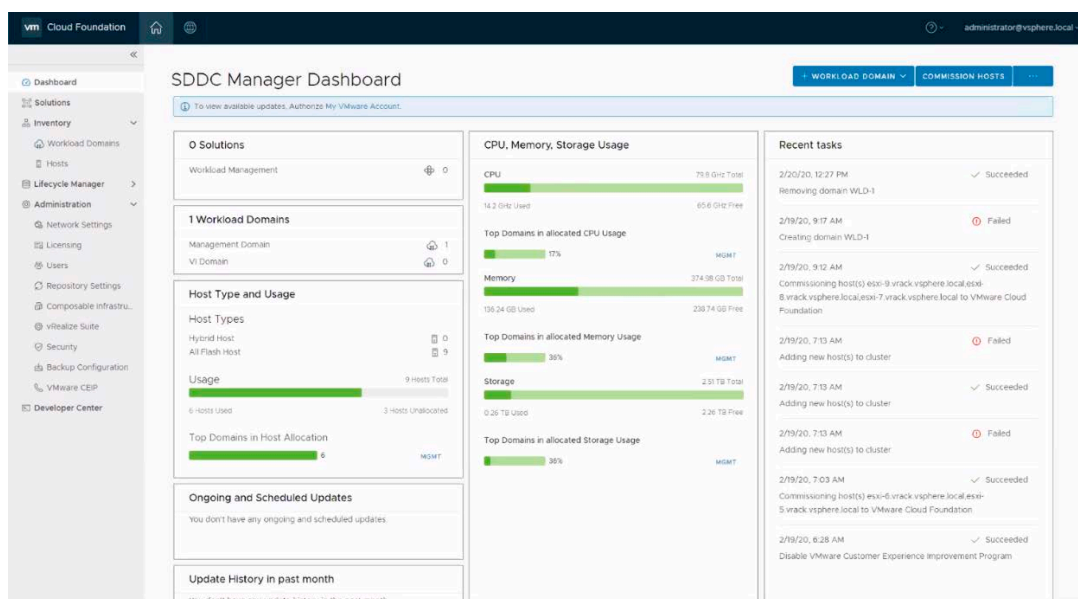 vm Cloud Foundation
administrator@vsphere.local
Dashboard
Solutions
Inventory
Workload Domains
Hosts
Lifecycle Manager
Administration
Network Settings
Licensing
Users
Repository Settings
Composable Infrastru...
vRealize Suite
Security
Backup Configuration
VMware CEIP
Developer Center
SDDC Manager Dashboard
+ WORKLOAD DOMAIN
COMMISSION HOSTS
...
To view available updates, Authorize My VMware Account.
0 Solutions
Workload Management 0
1 Workload Domains
Management Domain 1
VI Domain 0
Host Type and Usage
Host Types
Hybrid Host 0
All Flash Host 9
Usage 9 Hosts Total
6 Hosts Used 3 Hosts Unallocated
Top Domains in Host Allocation
6 MGMT
Ongoing and Scheduled Updates
You don't have any ongoing and scheduled updates.
Update History in past month
CPU, Memory, Storage Usage
CPU 79.8 GHz Total
14.2 GHz Used 65.6 GHz Free
Top Domains in allocated CPU Usage
17% MGMT
Memory 374.98 GB Total
136.24 GB Used 238.74 GB Free
Top Domains in allocated Memory Usage
36% MGMT
Storage 2.51 TB Total
0.26 TB Used 2.26 TB Free
Top Domains in allocated Storage Usage
36% MGMT
Recent tasks
2/20/20, 12:27 PM Succeeded
Removing domain WLD-1
2/19/20, 9:17 AM Failed
Creating domain WLD-1
2/19/20, 9:12 AM Succeeded
Commissioning host(s) esxi-9.vrack.vsphere.local,esxi-
8.vrack.vsphere.local,esxi-7.vrack.vsphere.local to VMware Cloud
Foundation
2/19/20, 7:13 AM Failed
Adding new host(s) to cluster
2/19/20, 7:13 AM Succeeded
Adding new host(s) to cluster
2/19/20, 7:13 AM Failed
Adding new host(s) to cluster
2/19/20, 7:03 AM Succeeded
Commissioning host(s) esxi-6.vrack.vsphere.local,esxi-
5.vrack.vsphere.local to VMware Cloud Foundation
2/19/20, 6:28 AM Succeeded
Disable VMware Customer Experience Improvement Program